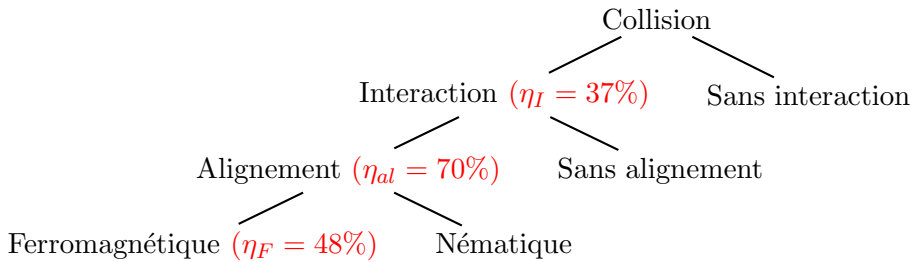 Collision
Interaction (η_I = 37%) Sans interaction
Alignement (η_al = 70%) Sans alignement
Ferromagnétique (η_F = 48%) Nématique